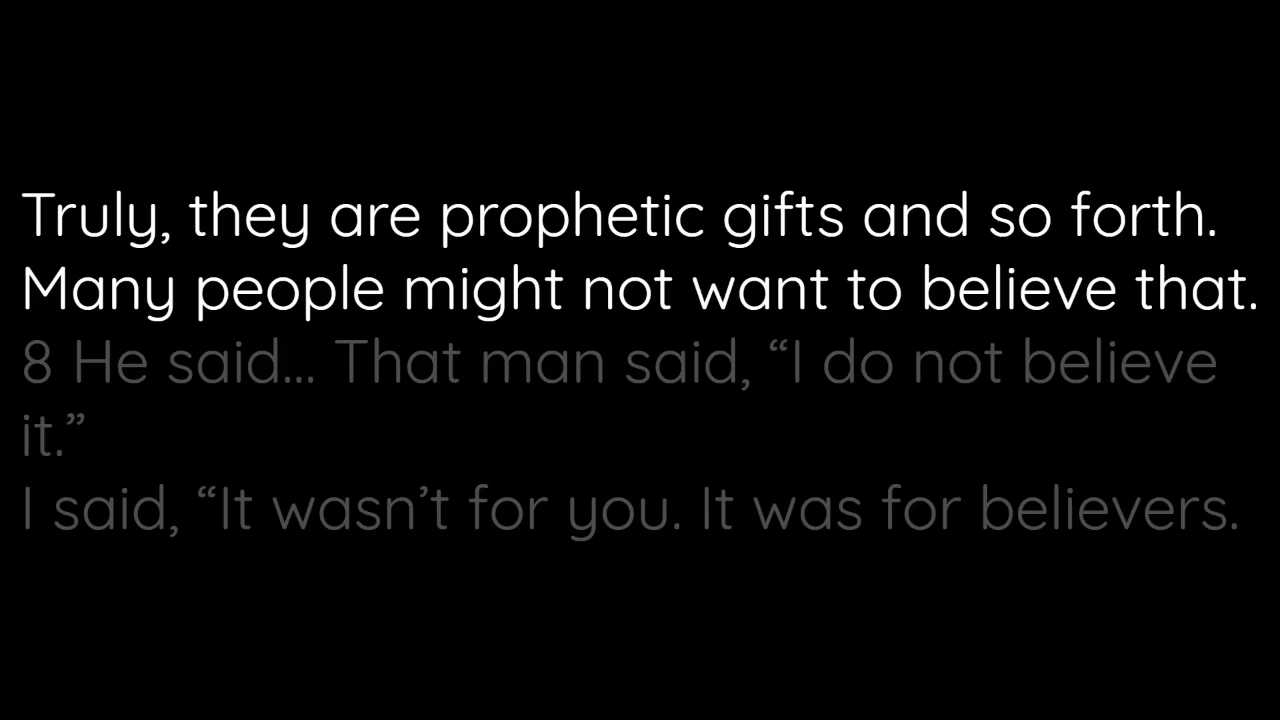 Truly, they are prophetic gifts and so forth.
Many people might not want to believe that.
8 He said... That man said, “I do not believe
it.”
I said, “It wasn’t for you. It was for believers.